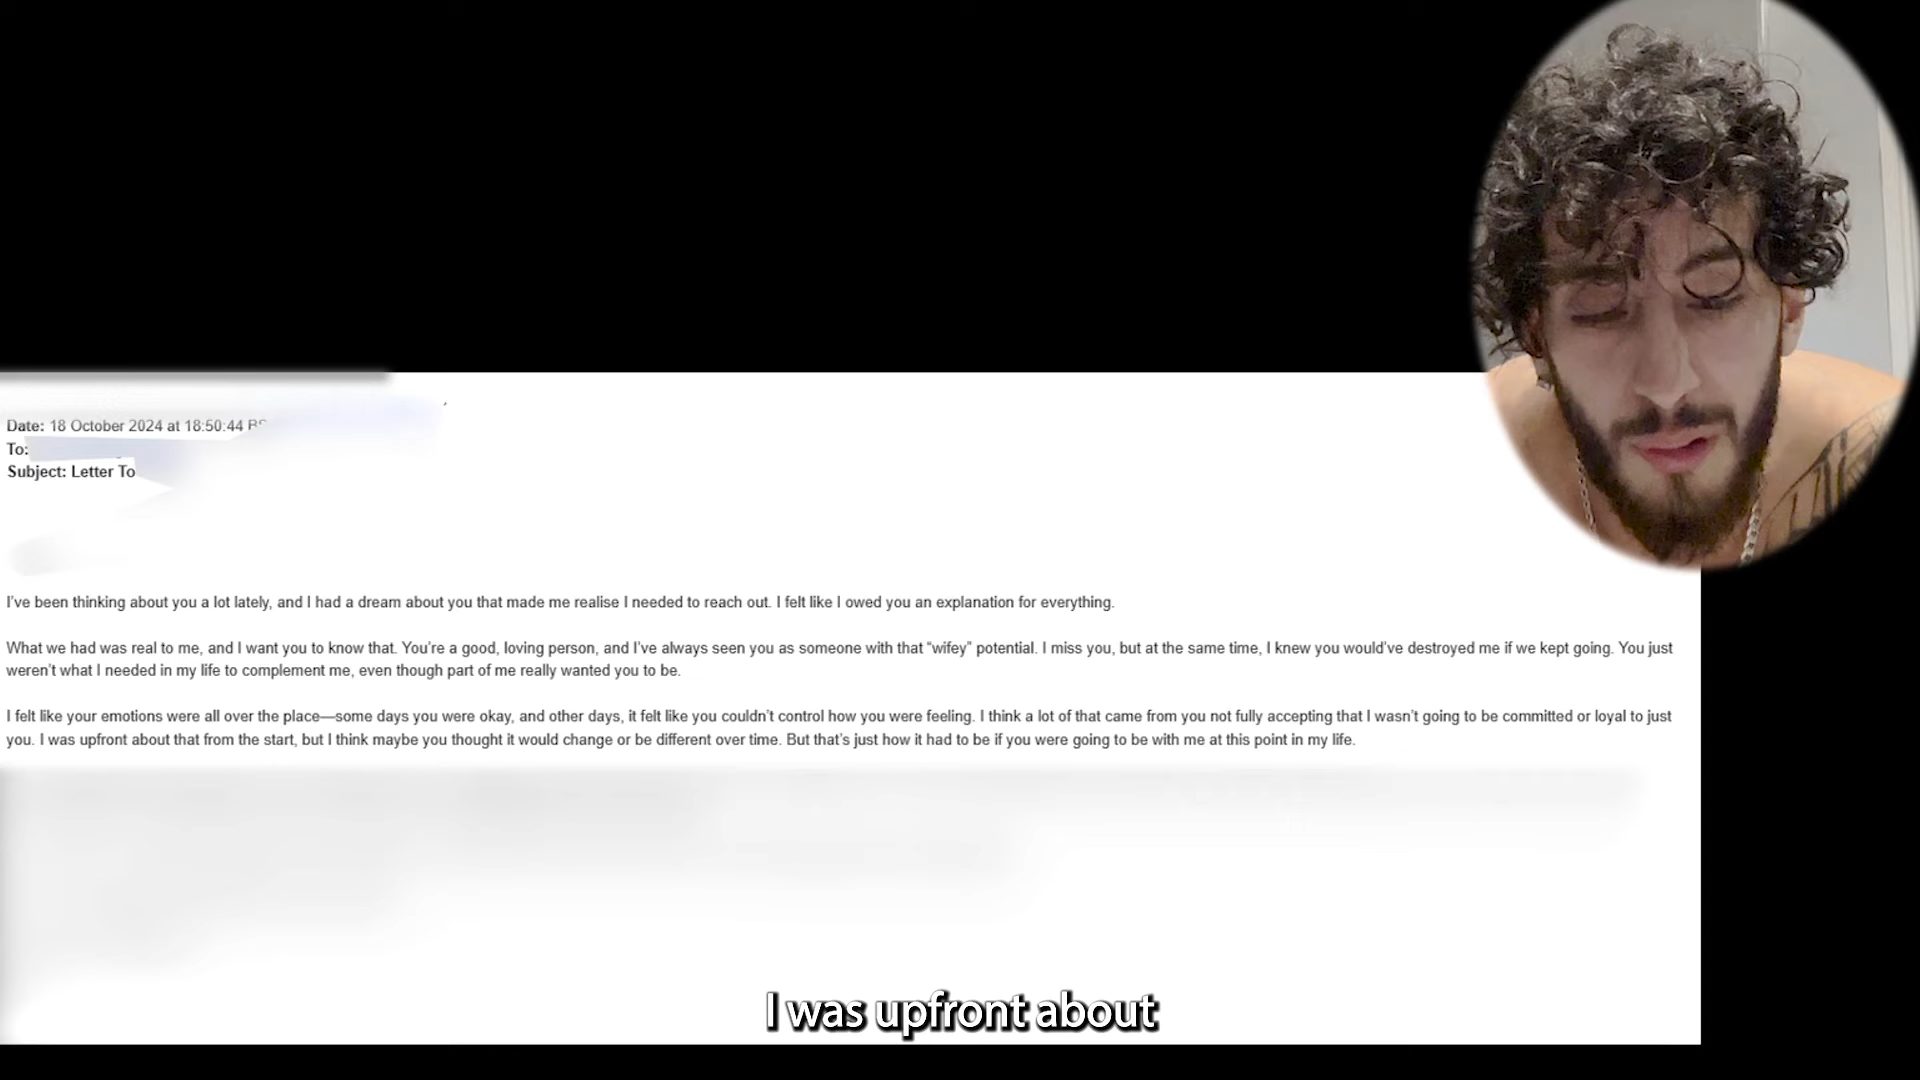 Date: 18 October 2024 at 18:50:44
To:
Subject: Letter To
I’ve been thinking about you a lot lately, and I had a dream about you that made me realise I needed to reach out. I felt like I owed you an explanation for everything.
What we had was real to me, and I want you to know that. You’re a good, loving person, and I’ve always seen you as someone with that “wifey” potential. I miss you, but at the same time, I knew you would’ve destroyed me if we kept going. You just
weren’t what I needed in my life to complement me, even though part of me really wanted you to be.
I felt like your emotions were all over the place—some days you were okay, and other days, it felt like you couldn’t control how you were feeling. I think a lot of that came from you not fully accepting that I wasn’t going to be committed or loyal to just
you. I was upfront about that from the start, but I think maybe you thought it would change or be different over time. But that’s just how it had to be if you were going to be with me at this point in my life.
I was upfront about